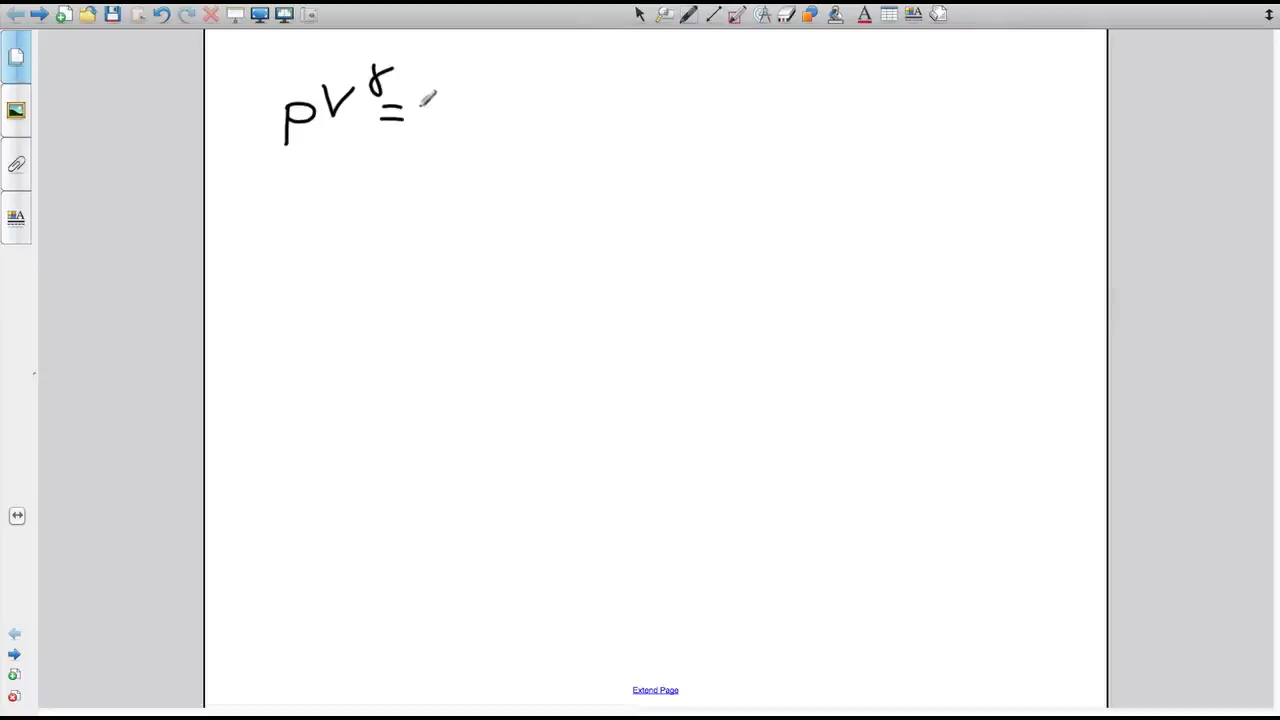 pV^γ =
Extend Page